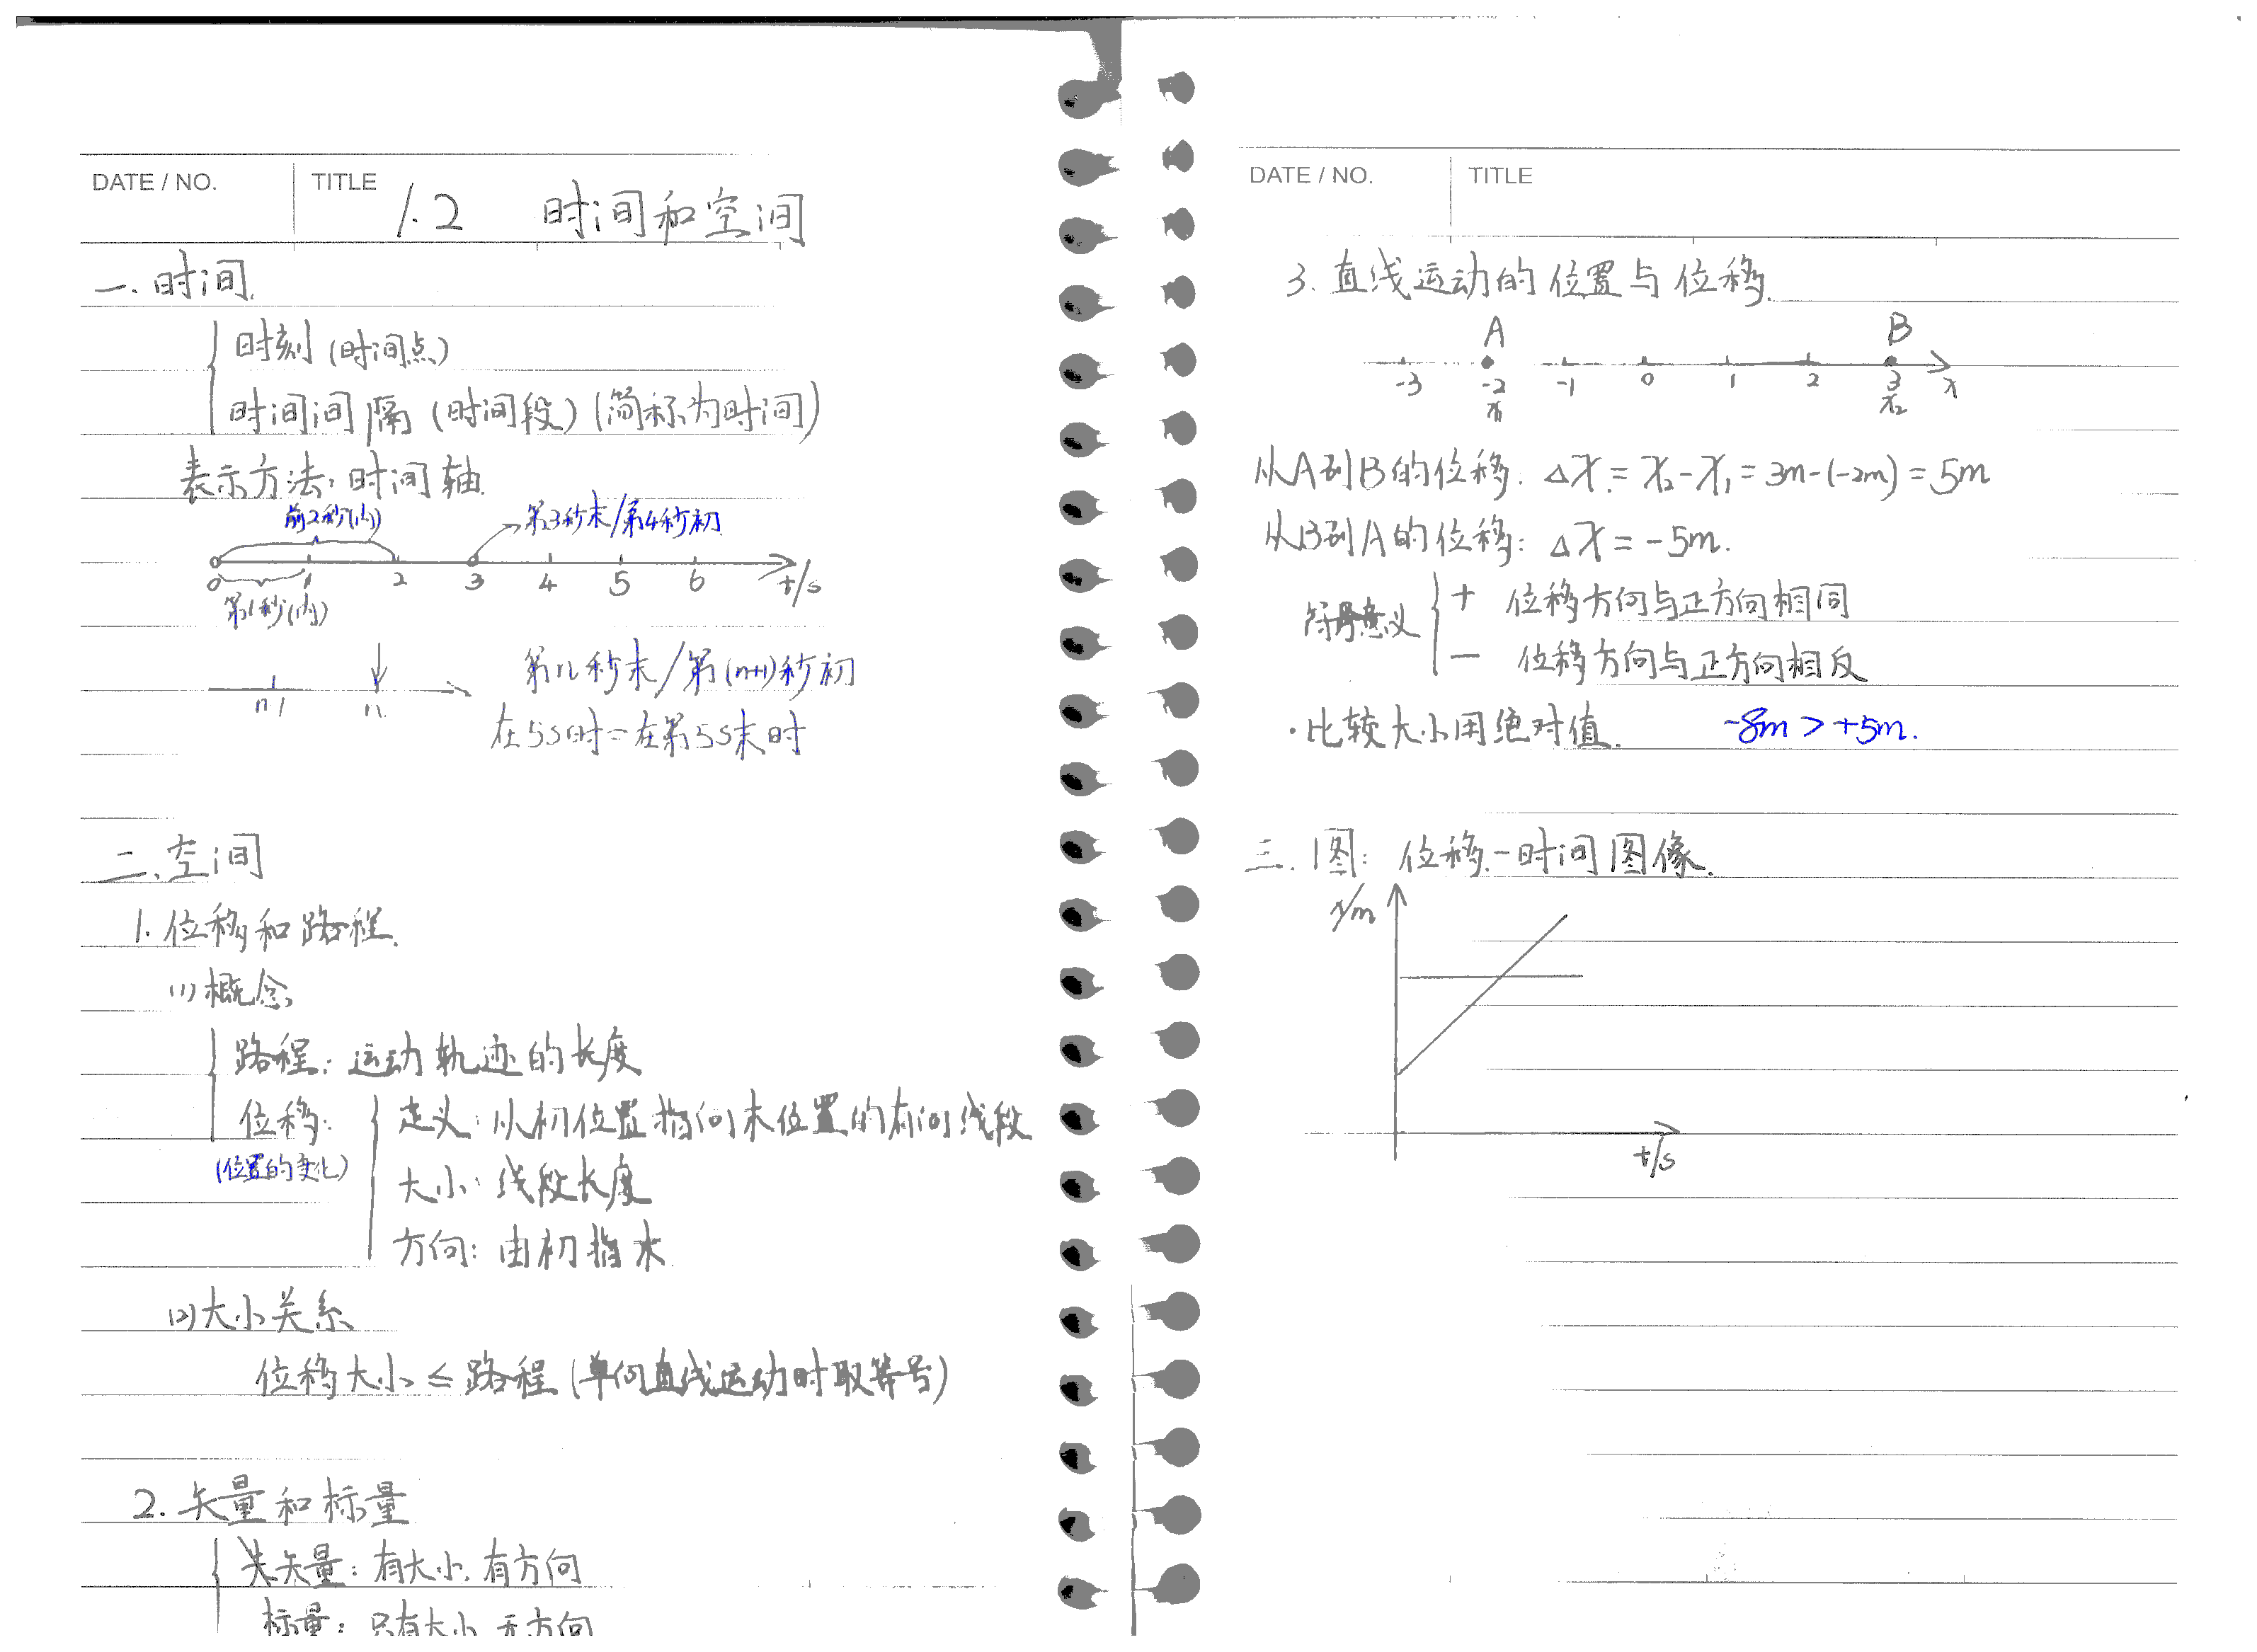 DATE / NO.
TITLE
1.2 时间和空间
一. 时间
时刻 (时间点)
时间间隔 (时间段) (简称为时间)
表示方法: 时间轴
前2秒(内)
第3秒末/第4秒初
0 1 2 3 4 5 6 t/s
第1秒(内)
第n秒末/第(n+1)秒初
n-1 n
在5s时=在第5s末时
二. 空间
1. 位移和路程.
(1) 概念
路程: 运动轨迹的长度
位移:
(位置的变化)
定义: 从初位置指向末位置的有向线段
大小: 线段长度
方向: 由初指末
(2) 大小关系
位移大小 ≤ 路程 (单向直线运动时取等号)
2. 矢量和标量
矢量: 有大小, 有方向
标量: 只有大小 无方向
DATE / NO.
TITLE
3. 直线运动的位置与位移.
A B
-3 -2 -1 0 1 2 3 x
x₁ x₂
从A到B的位移: Δx = x₂-x₁ = 3m-(-2m) = 5m
从B到A的位移: Δx = -5m.
符号意义
+ 位移方向与正方向相同
— 位移方向与正方向相反
·比较大小用绝对值. -8m > +5m.
三. 图: 位移-时间图像.
x/m
t/s